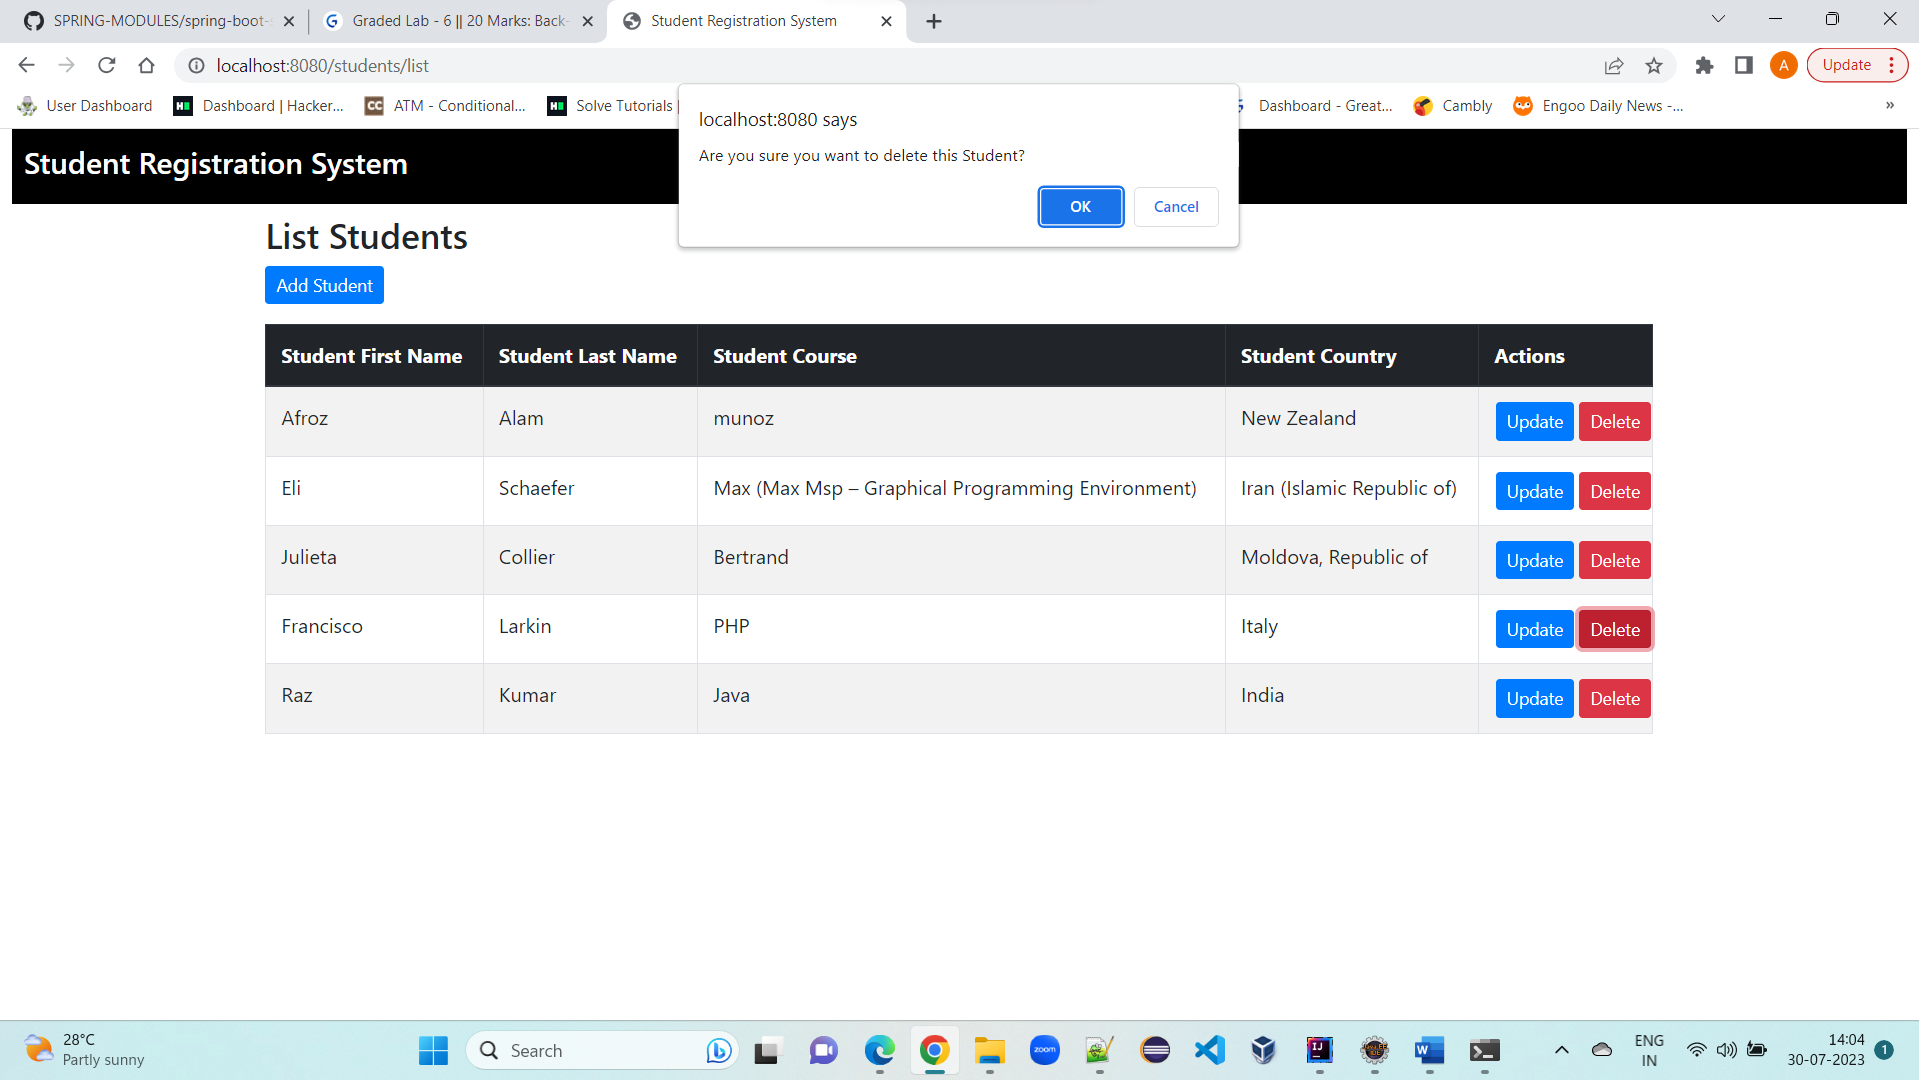 SPRING-MODULES/spring-boot-
Graded Lab - 6 || 20 Marks: Back-
Student Registration System
localhost:8080/students/list
A
Update
User Dashboard
Dashboard | Hacker...
CC
ATM - Conditional...
Solve Tutorials |
Dashboard - Great...
Cambly
Engoo Daily News -...
»
localhost:8080 says
Are you sure you want to delete this Student?
OK
Cancel
Student Registration System
List Students
Add Student
Student First Name Student Last Name Student Course Student Country Actions
Afroz Alam munoz New Zealand Update Delete
Eli Schaefer Max (Max Msp – Graphical Programming Environment) Iran (Islamic Republic of) Update Delete
Julieta Collier Bertrand Moldova, Republic of Update Delete
Francisco Larkin PHP Italy Update Delete
Raz Kumar Java India Update Delete
28°C
Partly sunny
Search
zoom
IJ
W
ENG
IN
14:04
30-07-2023
1